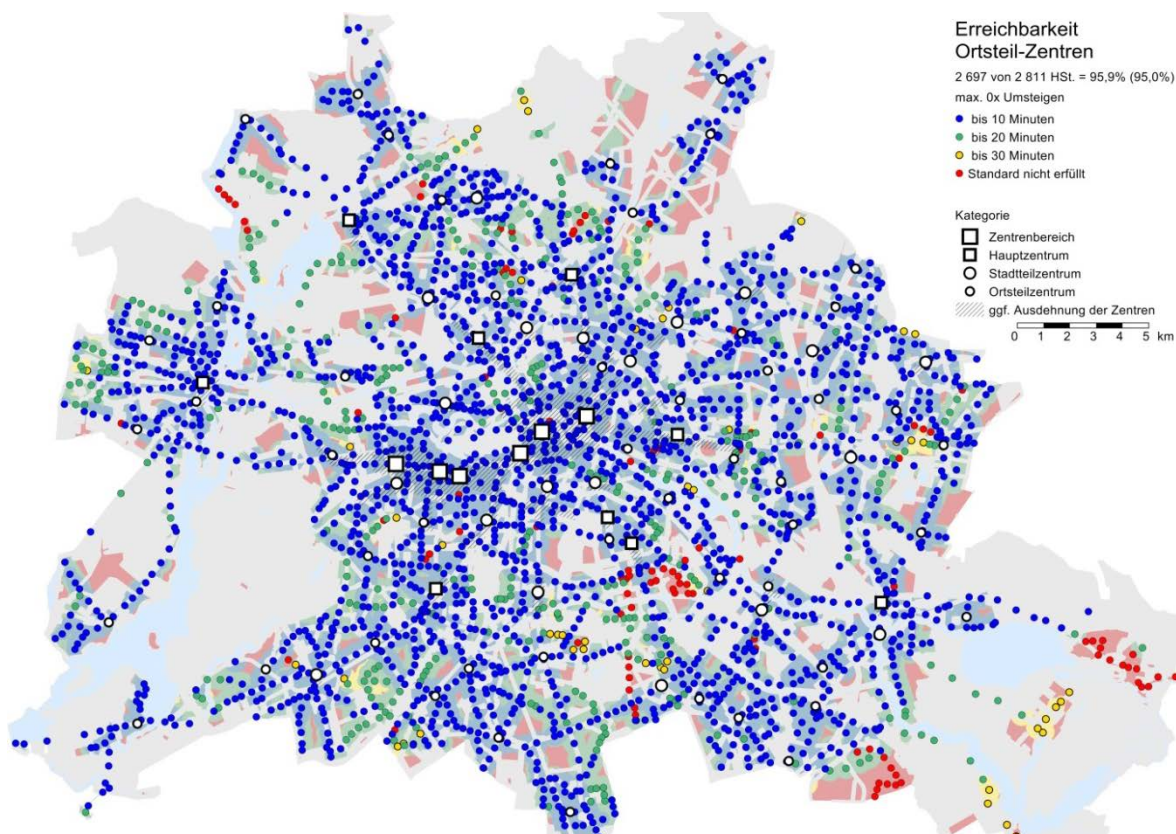 Erreichbarkeit
Ortsteil-Zentren
2 697 von 2 811 HSt. = 95,9% (95,0%)
max. 0x Umsteigen
bis 10 Minuten
bis 20 Minuten
bis 30 Minuten
Standard nicht erfüllt
Kategorie
Zentrenbereich
Hauptzentrum
Stadtteilzentrum
Ortsteilzentrum
ggf. Ausdehnung der Zentren
0 1 2 3 4 5 km